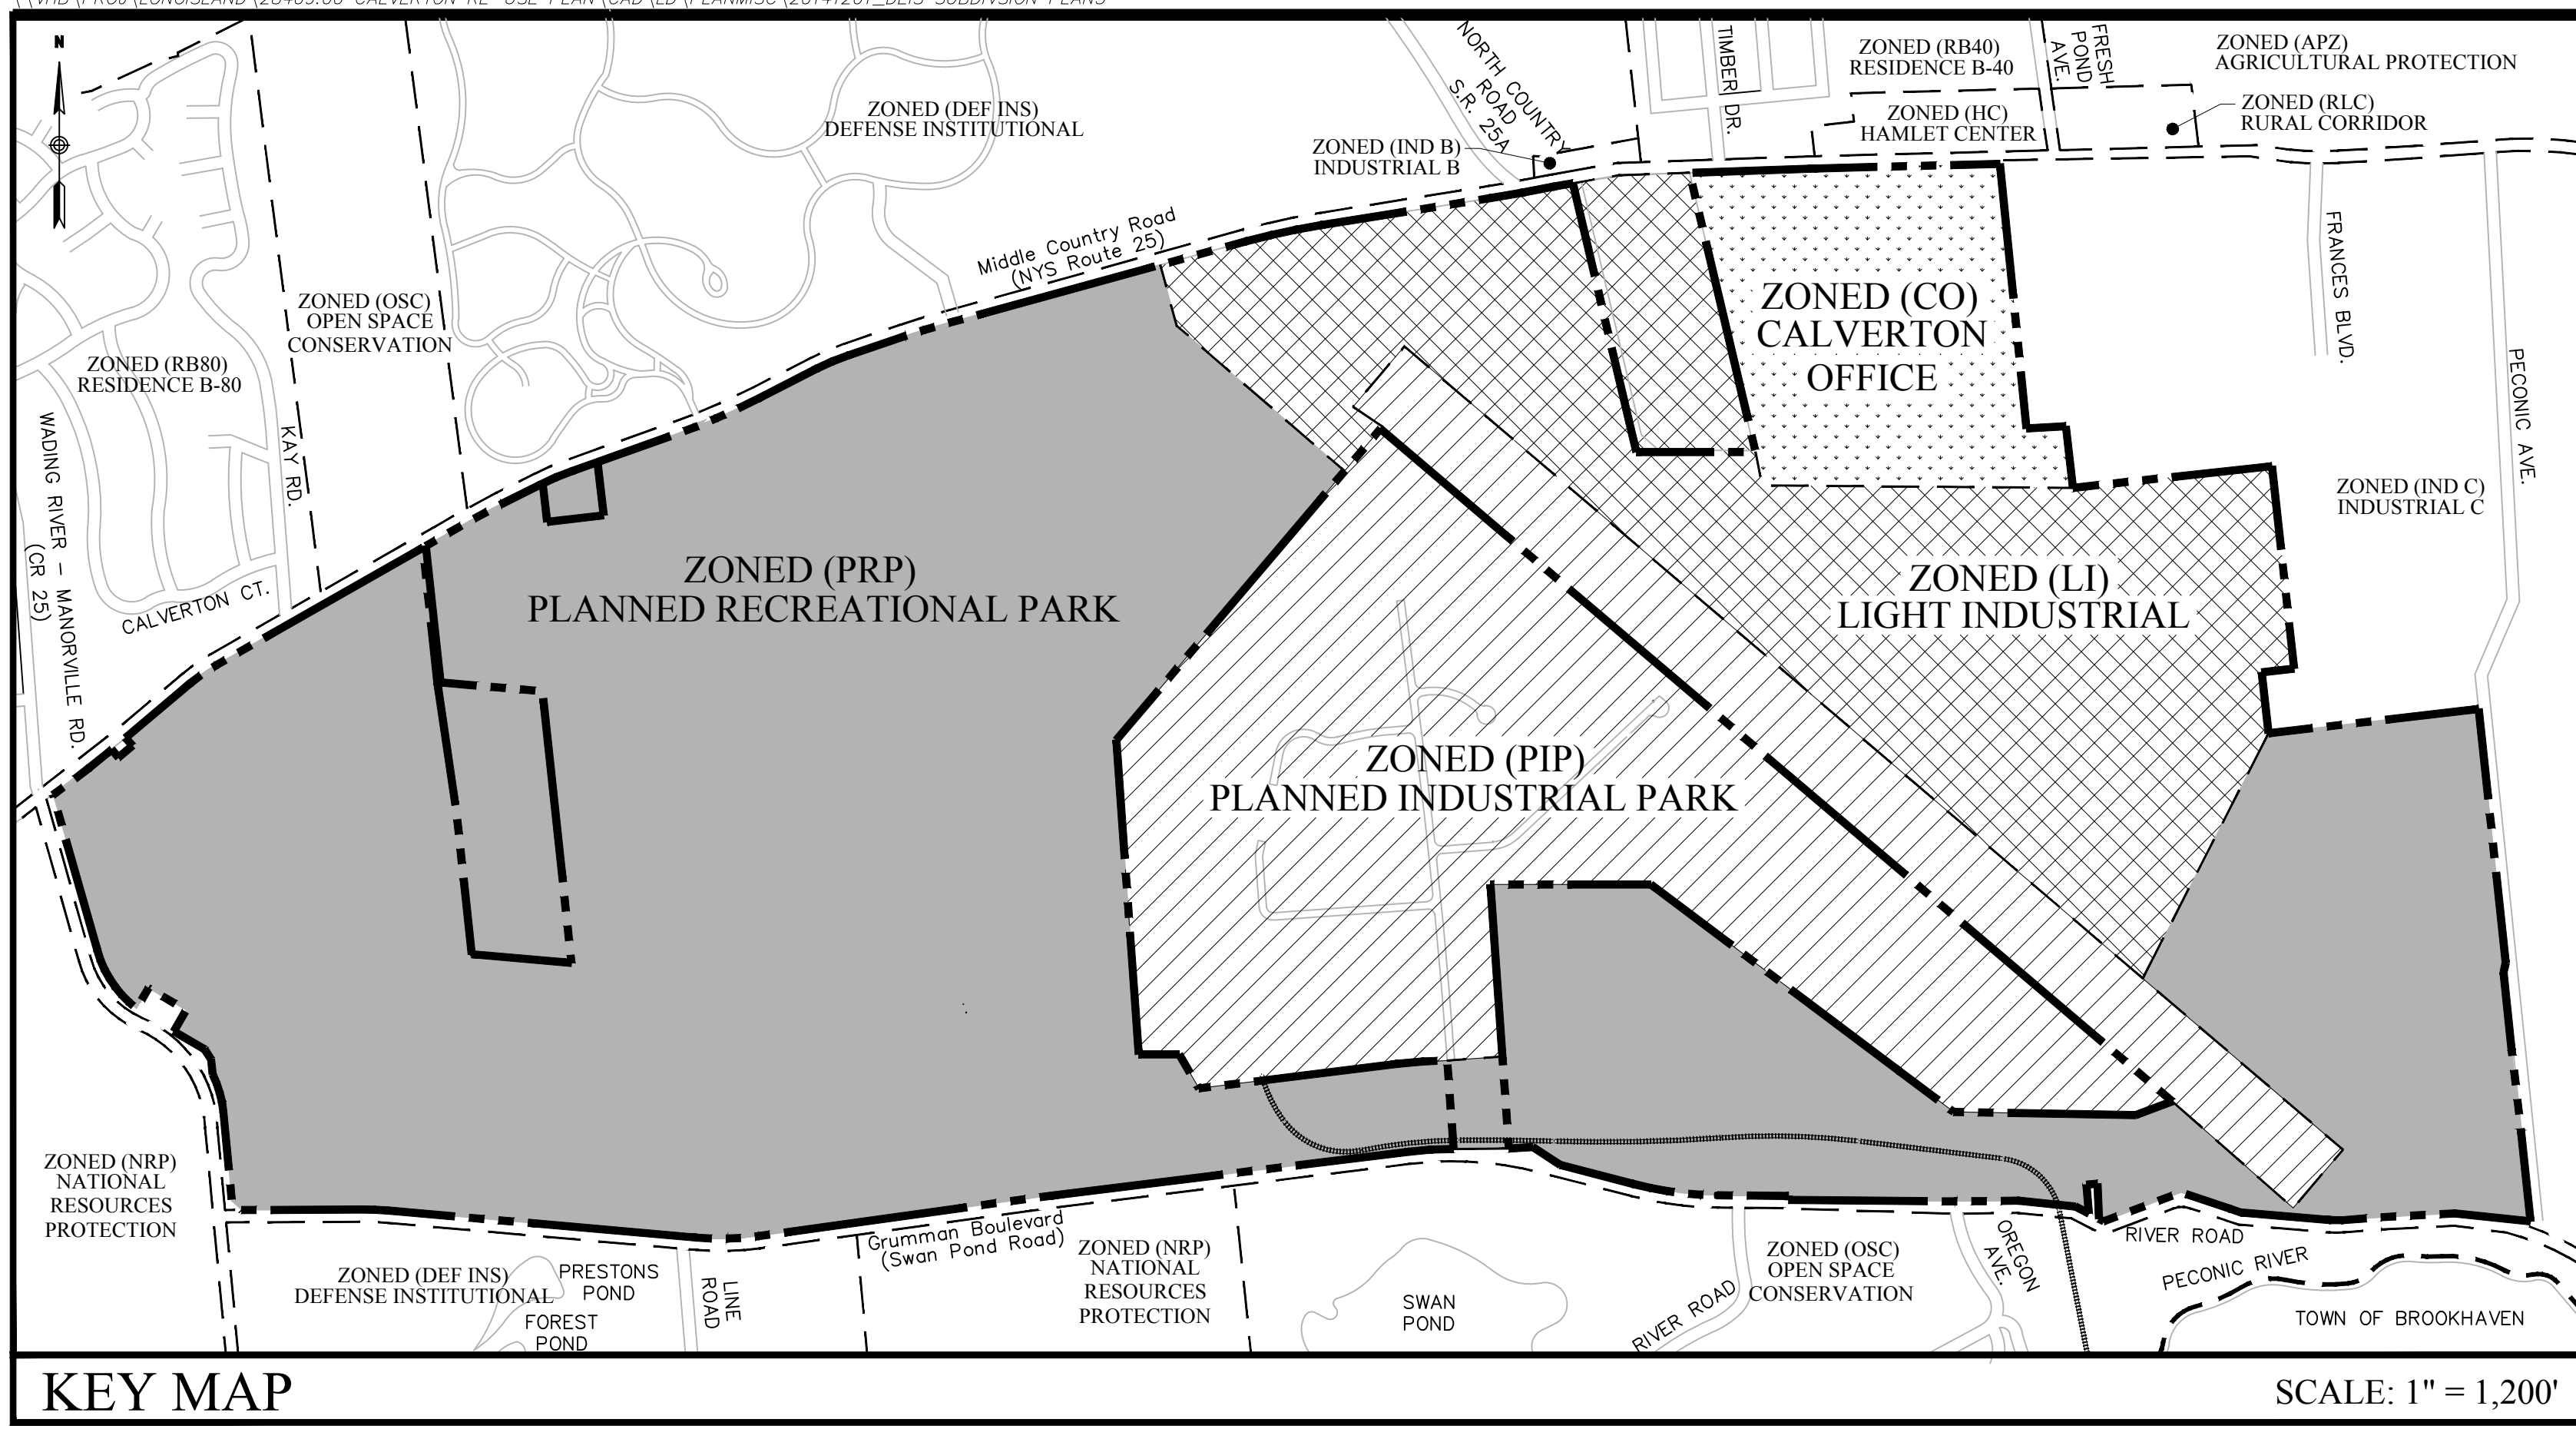 N
ZONED (DEF INS)
DEFENSE INSTITUTIONAL
NORTH COUNTRY
ROAD
S.R. 25A
TIMBER DR.
ZONED (RB40)
RESIDENCE B-40
FRESH
POND
AVE.
ZONED (APZ)
AGRICULTURAL PROTECTION
ZONED (HC)
HAMLET CENTER
ZONED (RLC)
RURAL CORRIDOR
ZONED (IND B)
INDUSTRIAL B
Middle Country Road
(NYS Route 25)
ZONED (OSC)
OPEN SPACE
CONSERVATION
ZONED (RB80)
RESIDENCE B-80
KAY RD.
WADING RIVER - MANORVILLE RD.
(CR 25)
CALVERTON CT.
ZONED (CO)
CALVERTON
OFFICE
FRANCES BLVD.
PECONIC AVE.
ZONED (IND C)
INDUSTRIAL C
ZONED (PRP)
PLANNED RECREATIONAL PARK
ZONED (LI)
LIGHT INDUSTRIAL
ZONED (PIP)
PLANNED INDUSTRIAL PARK
ZONED (NRP)
NATIONAL
RESOURCES
PROTECTION
ZONED (DEF INS)
DEFENSE INSTITUTIONAL
PRESTONS
POND
FOREST
POND
LINE
ROAD
Grumman Boulevard
(Swan Pond Road)
ZONED (NRP)
NATIONAL
RESOURCES
PROTECTION
SWAN
POND
RIVER ROAD
ZONED (OSC)
OPEN SPACE
CONSERVATION
OREGON
AVE.
RIVER ROAD
PECONIC RIVER
TOWN OF BROOKHAVEN
KEY MAP
SCALE: 1" = 1,200'